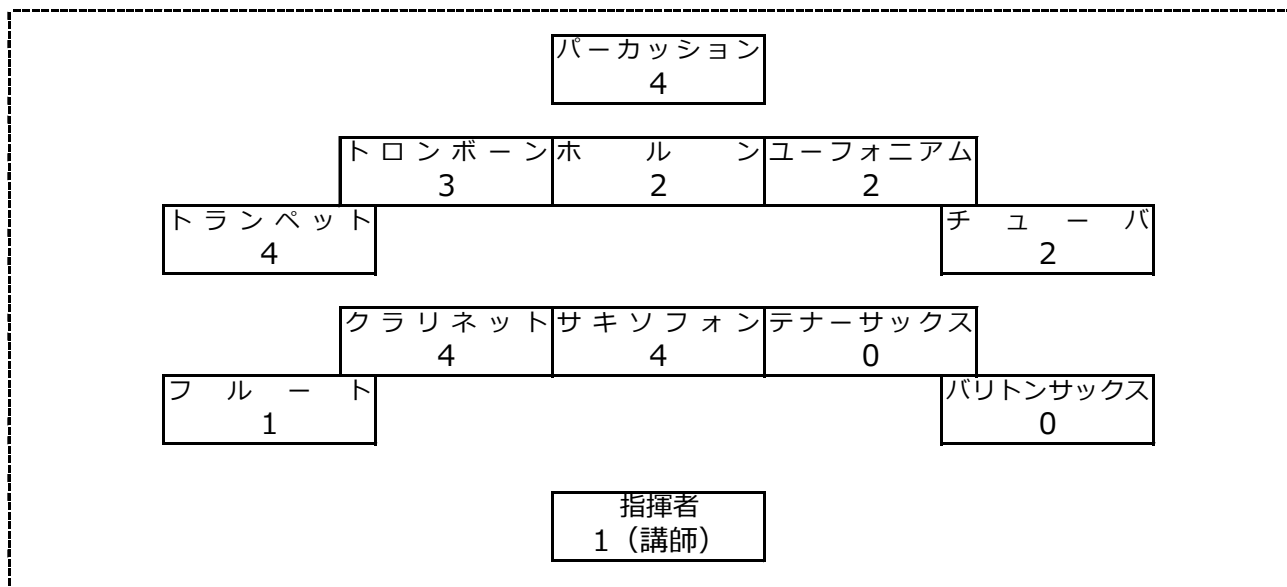 パーカッション
4
トロンボーン ホルン ユーフォニアム
3 2 2
トランペット チューバ
4 2
クラリネット サキソフォン テナーサックス
4 4 0
フルート バリトンサックス
1 0
指揮者
1（講師）